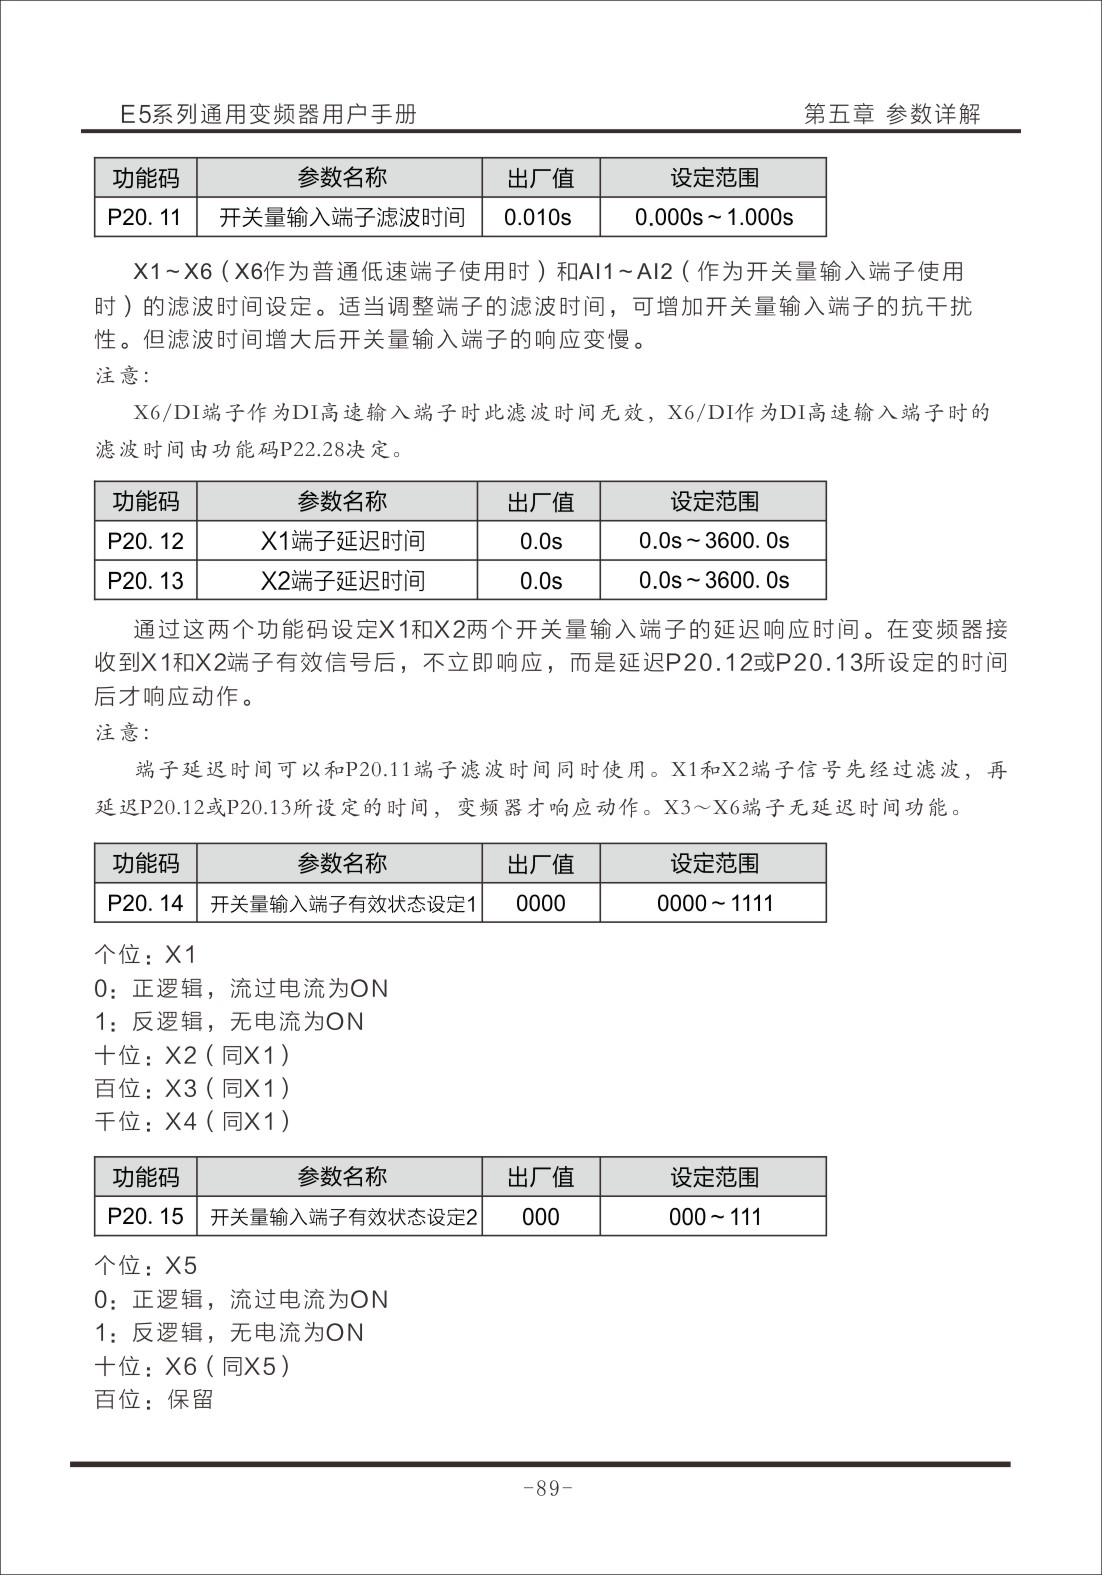 E5系列通用变频器用户手册 第五章 参数详解
功能码 参数名称 出厂值 设定范围
P20. 11 开关量输入端子滤波时间 0.010s 0.000s～1.000s
X1～X6（X6作为普通低速端子使用时）和AI1～AI2（作为开关量输入端子使用
时）的滤波时间设定。适当调整端子的滤波时间，可增加开关量输入端子的抗干扰
性。但滤波时间增大后开关量输入端子的响应变慢。
注意：
X6/DI端子作为DI高速输入端子时此滤波时间无效，X6/DI作为DI高速输入端子时的
滤波时间由功能码P22.28决定。
功能码 参数名称 出厂值 设定范围
P20. 12 X1端子延迟时间 0.0s 0.0s～3600. 0s
P20. 13 X2端子延迟时间 0.0s 0.0s～3600. 0s
通过这两个功能码设定X1和X2两个开关量输入端子的延迟响应时间。在变频器接
收到X1和X2端子有效信号后，不立即响应，而是延迟P20.12或P20.13所设定的时间
后才响应动作。
注意：
端子延迟时间可以和P20.11端子滤波时间同时使用。X1和X2端子信号先经过滤波，再
延迟P20.12或P20.13所设定的时间，变频器才响应动作。X3～X6端子无延迟时间功能。
功能码 参数名称 出厂值 设定范围
P20. 14 开关量输入端子有效状态设定1 0000 0000～1111
个位：X1
0：正逻辑，流过电流为ON
1：反逻辑，无电流为ON
十位：X2（同X1）
百位：X3（同X1）
千位：X4（同X1）
功能码 参数名称 出厂值 设定范围
P20. 15 开关量输入端子有效状态设定2 000 000～111
个位：X5
0：正逻辑，流过电流为ON
1：反逻辑，无电流为ON
十位：X6（同X5）
百位：保留
-89-